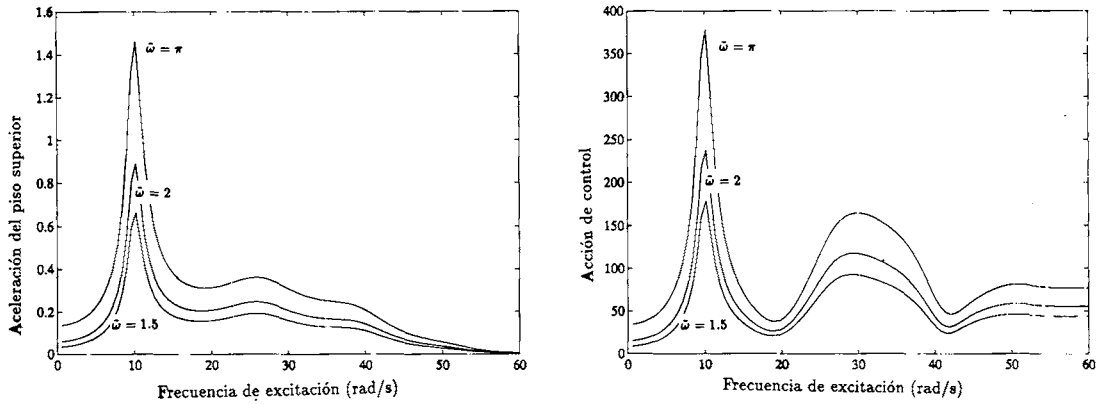 1.6
1.4
1.2
1
0.8
0.6
0.4
0.2
0
0 10 20 30 40 50 60
ω̄ = π
ω̄ = 2
ω̄ = 1.5
Aceleración del piso superior
Frecuencia de excitación (rad/s)
400
350
300
250
200
150
100
50
0
0 10 20 30 40 50 60
ω̄ = π
ω̄ = 2
ω̄ = 1.5
Acción de control
Frecuencia de excitación (rad/s)